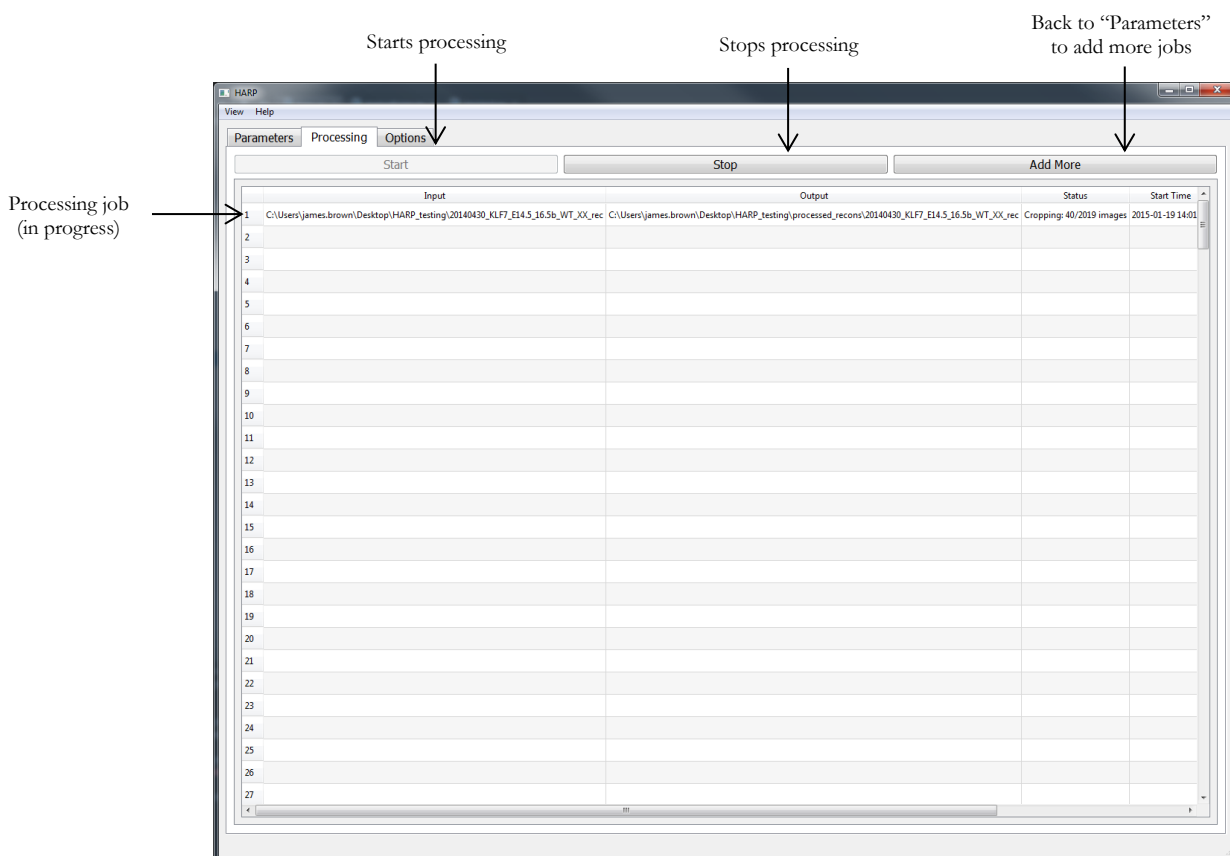 Back to “Parameters”
Starts processing
Stops processing
to add more jobs
HARP
View Help
Parameters Processing Options
Start Stop Add More
Processing job
(in progress)
Input Output Status Start Time
1 C:\Users\james.brown\Desktop\HARP_testing\20140430_KLF7_E14.5_16.5b_WT_XX_rec C:\Users\james.brown\Desktop\HARP_testing\processed_recons\20140430_KLF7_E14.5_16.5b_WT_XX_rec Cropping: 40/2019 images 2015-01-19 14:01
2
3
4
5
6
7
8
9
10
11
12
13
14
15
16
17
18
19
20
21
22
23
24
25
26
27